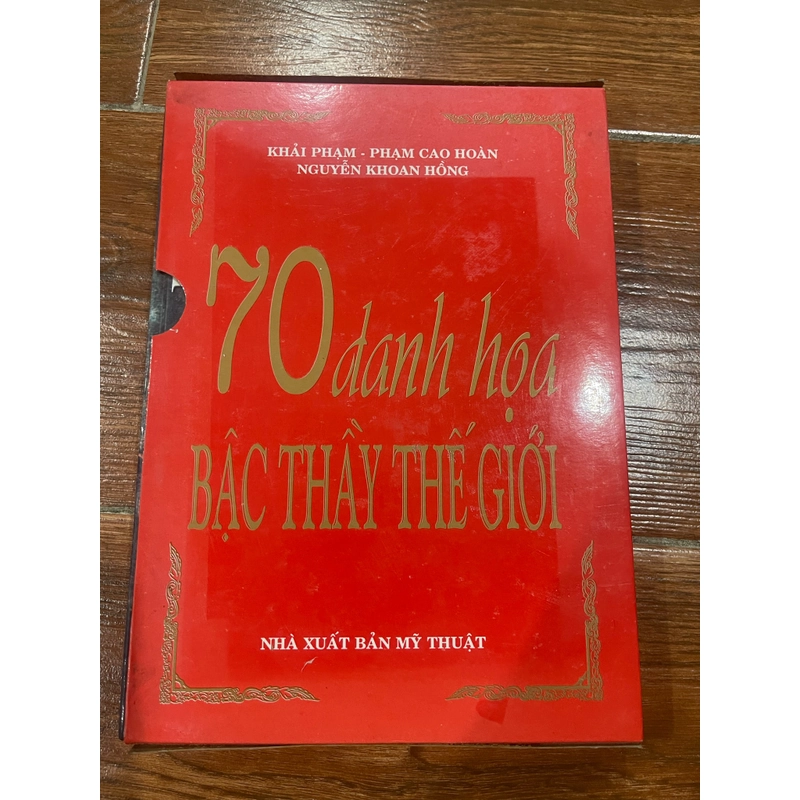 KHẢI PHẠM - PHẠM CAO HOÀN
NGUYỄN KHOAN HỒNG
70 danh họa
BẬC THẦY THẾ GIỚI
NHÀ XUẤT BẢN MỸ THUẬT